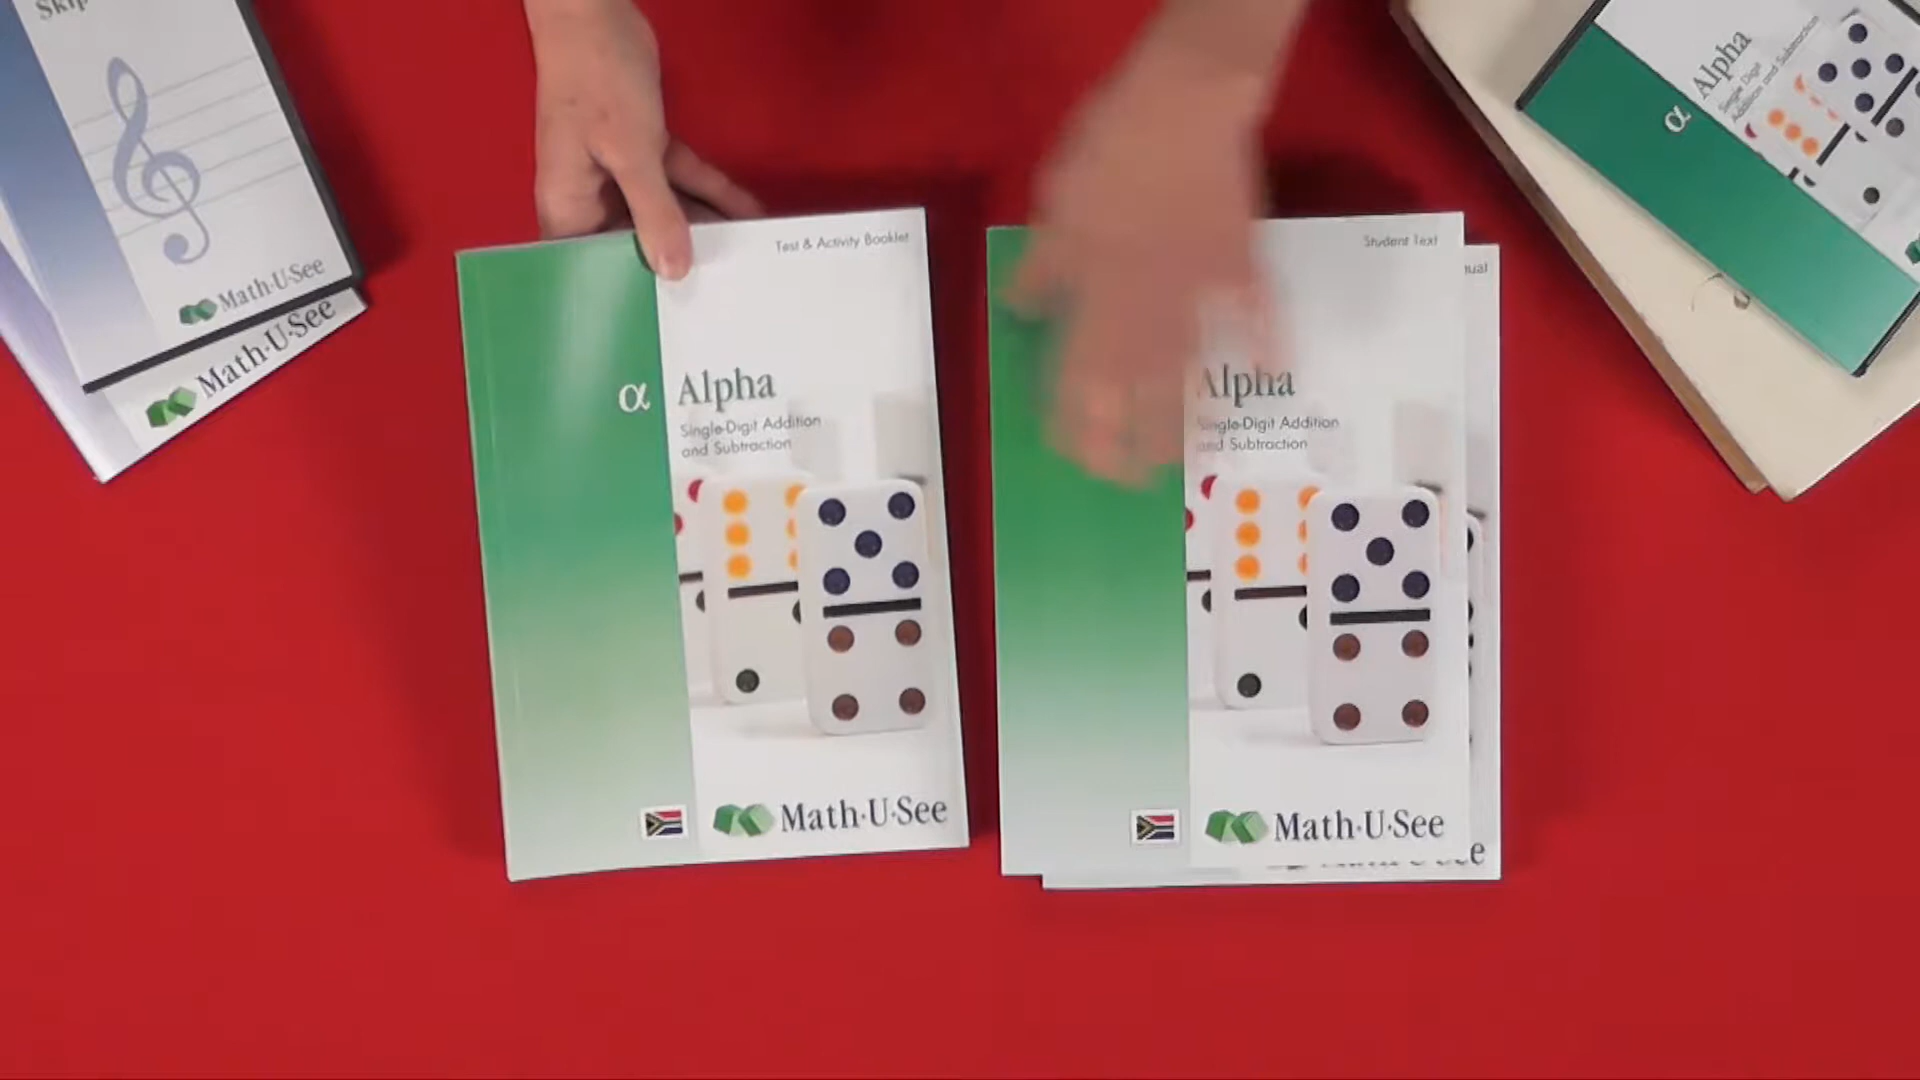 Skip
Math·U·See
Math·U·See
Test & Activity Booklet
α
Alpha
Single-Digit Addition
and Subtraction
Math·U·See
Student Text
Alpha
Single-Digit Addition
and Subtraction
Math·U·See
α
Alpha
Single Digit
Addition and Subtraction